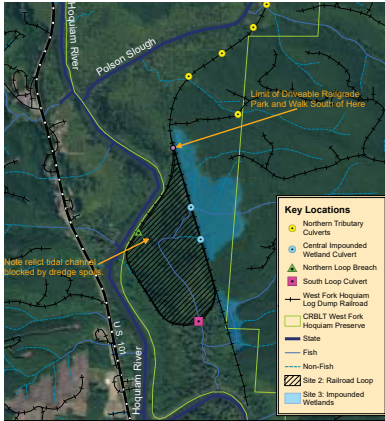 Hoquiam River
Polson Slough
Limit of Driveable Railgrade
Park and Walk South of Here
Note relict tidal channel
blocked by dredge spoils.
U.S. 101
Hoquiam River
Key Locations
Northern Tributary
Culverts
Central Impounded
Wetland Culvert
Northern Loop Breach
South Loop Culvert
West Fork Hoquiam
Log Dump Railroad
CRBLT West Fork
Hoquiam Preserve
State
Fish
Non-Fish
Site 2: Railroad Loop
Site 3: Impounded
Wetlands